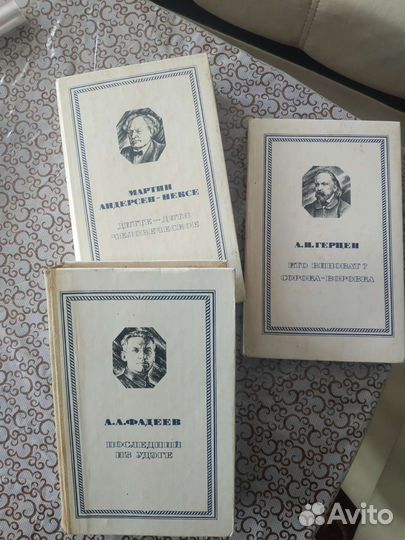 МАРТИН
АНДЕРСЕН-НЕКСЕ
ДИТТЕ — ДИТЯ
ЧЕЛОВЕЧЕСКОЕ
А.И.ГЕРЦЕН
КТО ВИНОВАТ?
СОРОКА-ВОРОВКА
А.А.ФАДЕЕВ
ПОСЛЕДНИЙ
ИЗ УДЭГЕ
Avito